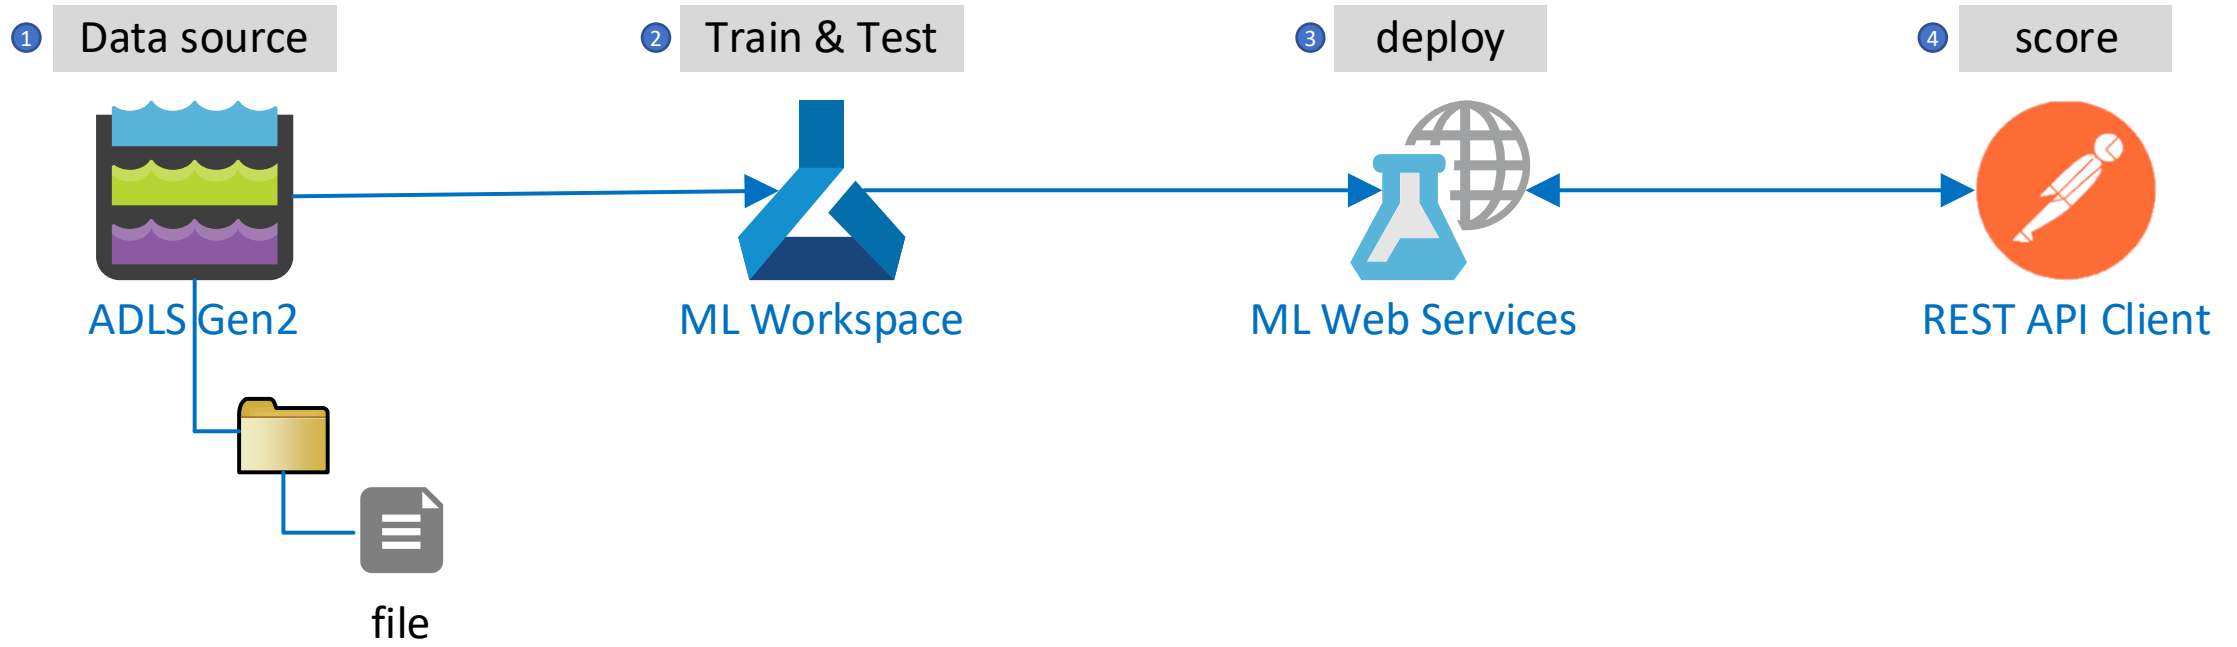 1 Data source
2 Train & Test
3 deploy
4 score
ADLS Gen2
ML Workspace
ML Web Services
REST API Client
file